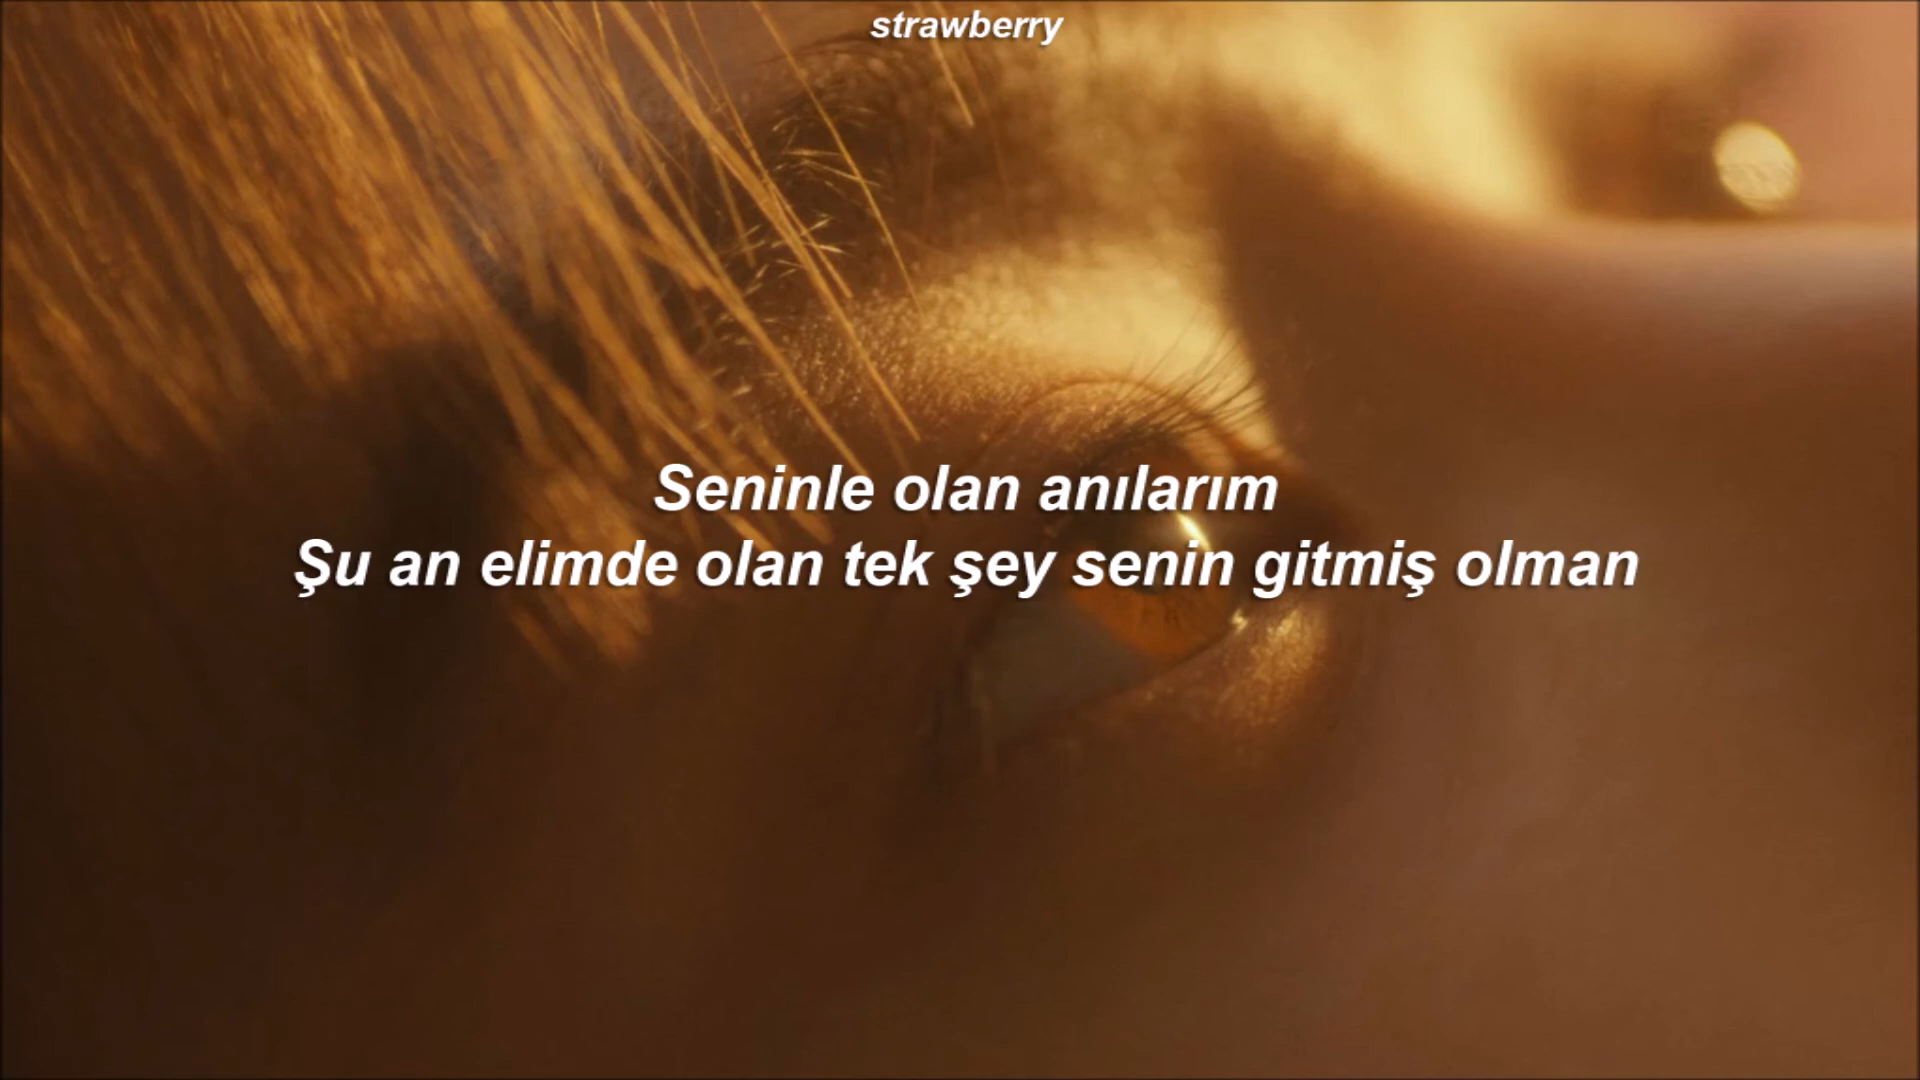 strawberry
Seninle olan anılarım
Şu an elimde olan tek şey senin gitmiş olman